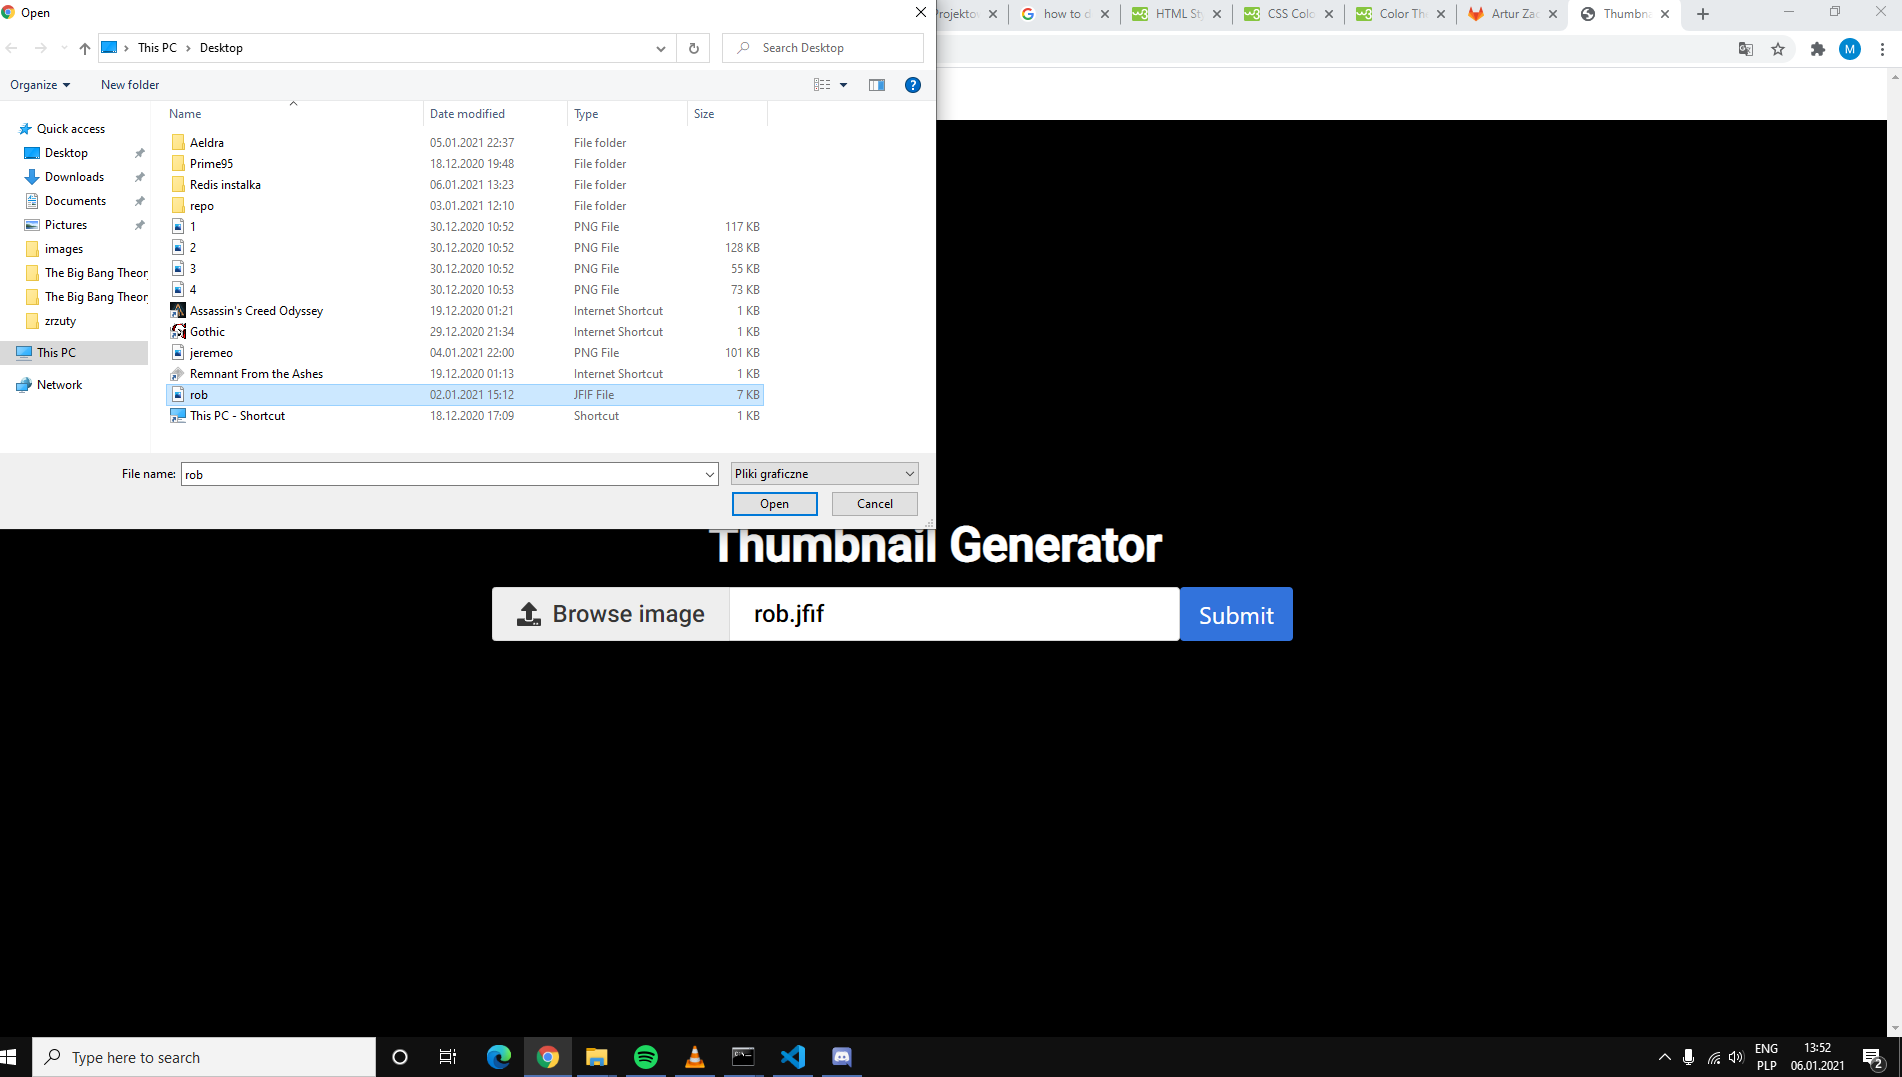 Open
Projekto
how to d
HTML St
CSS Colo
Color Th
Artur Zac
Thumbna
This PC
Desktop
Search Desktop
M
Organize
New folder
Name
Date modified
Type
Size
Quick access
Desktop
Downloads
Documents
Pictures
images
The Big Bang Theor
The Big Bang Theor
zrzuty
This PC
Network
Aeldra 05.01.2021 22:37 File folder
Prime95 18.12.2020 19:48 File folder
Redis instalka 06.01.2021 13:23 File folder
repo 03.01.2021 12:10 File folder
1 30.12.2020 10:52 PNG File 117 KB
2 30.12.2020 10:52 PNG File 128 KB
3 30.12.2020 10:52 PNG File 55 KB
4 30.12.2020 10:53 PNG File 73 KB
Assassin's Creed Odyssey 19.12.2020 01:21 Internet Shortcut 1 KB
Gothic 29.12.2020 21:34 Internet Shortcut 1 KB
jeremeo 04.01.2021 22:00 PNG File 101 KB
Remnant From the Ashes 19.12.2020 01:13 Internet Shortcut 1 KB
rob 02.01.2021 15:12 JFIF File 7 KB
This PC - Shortcut 18.12.2020 17:09 Shortcut 1 KB
File name: rob
Pliki graficzne
Open
Cancel
Thumbnail Generator
Browse image
rob.jfif
Submit
Type here to search
ENG
PLP
13:52
06.01.2021
2